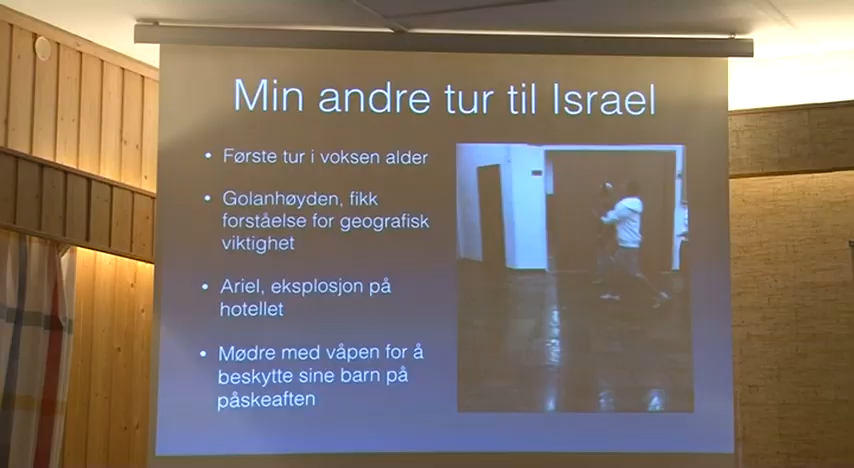 Min andre tur til Israel
• Første tur i voksen alder
• Golanhøyden, fikk
forståelse for geografisk
viktighet
• Ariel, eksplosjon på
hotellet
• Mødre med våpen for å
beskytte sine barn på
påskeaften